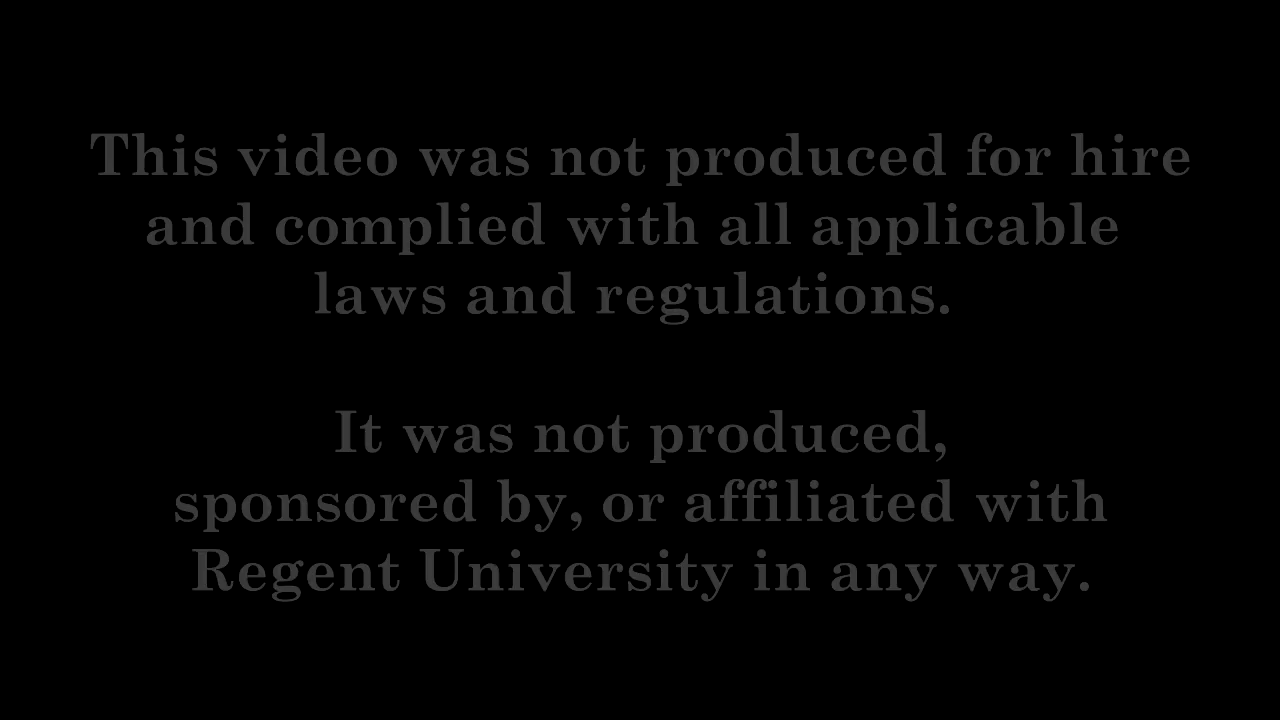 This video was not produced for hire
and complied with all applicable
laws and regulations.
It was not produced,
sponsored by, or affiliated with
Regent University in any way.